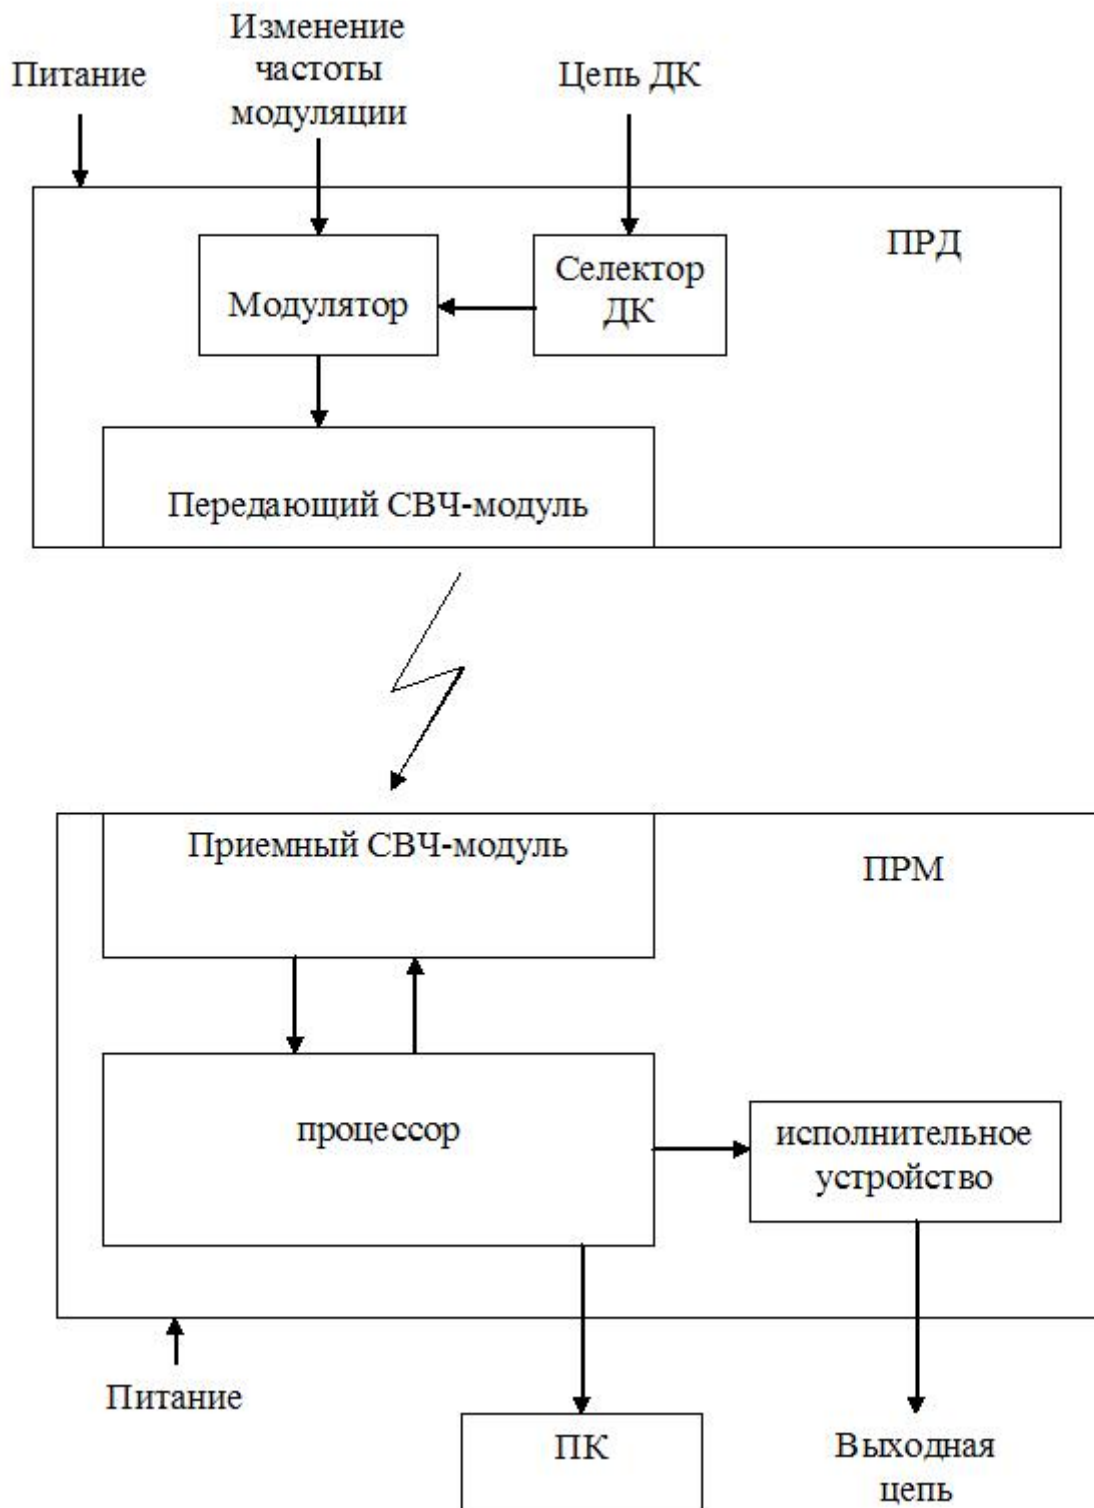 Питание
Изменение
частоты
модуляции
Цепь ДК
ПРД
Модулятор
Селектор
ДК
Передающий СВЧ-модуль
Приемный СВЧ-модуль
ПРМ
процессор
исполнительное
устройство
Питание
ПК
Выходная
цепь